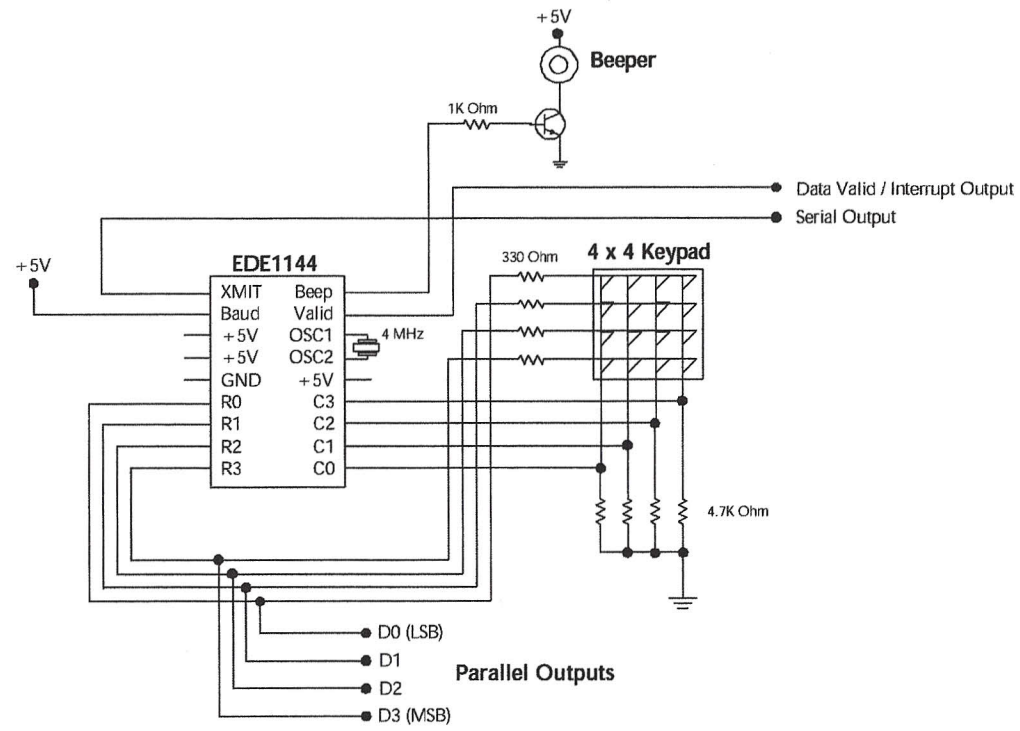 +5V
Beeper
1K Ohm
Data Valid / Interrupt Output
Serial Output
330 Ohm
4 x 4 Keypad
+5V
EDE1144
XMIT Beep
Baud Valid
+5V OSC1
4 MHz
+5V OSC2
GND +5V
R0 C3
R1 C2
R2 C1
R3 C0
4.7K Ohm
D0 (LSB)
D1
Parallel Outputs
D2
D3 (MSB)